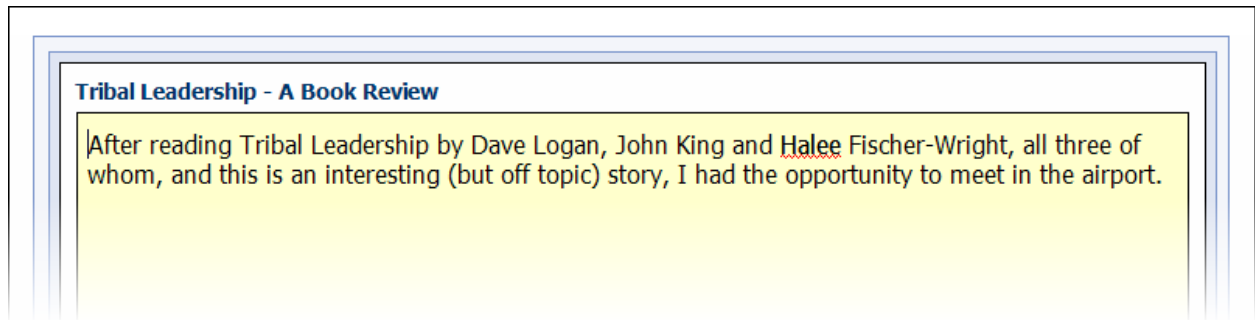 Tribal Leadership - A Book Review
After reading Tribal Leadership by Dave Logan, John King and Halee Fischer-Wright, all three of
whom, and this is an interesting (but off topic) story, I had the opportunity to meet in the airport.